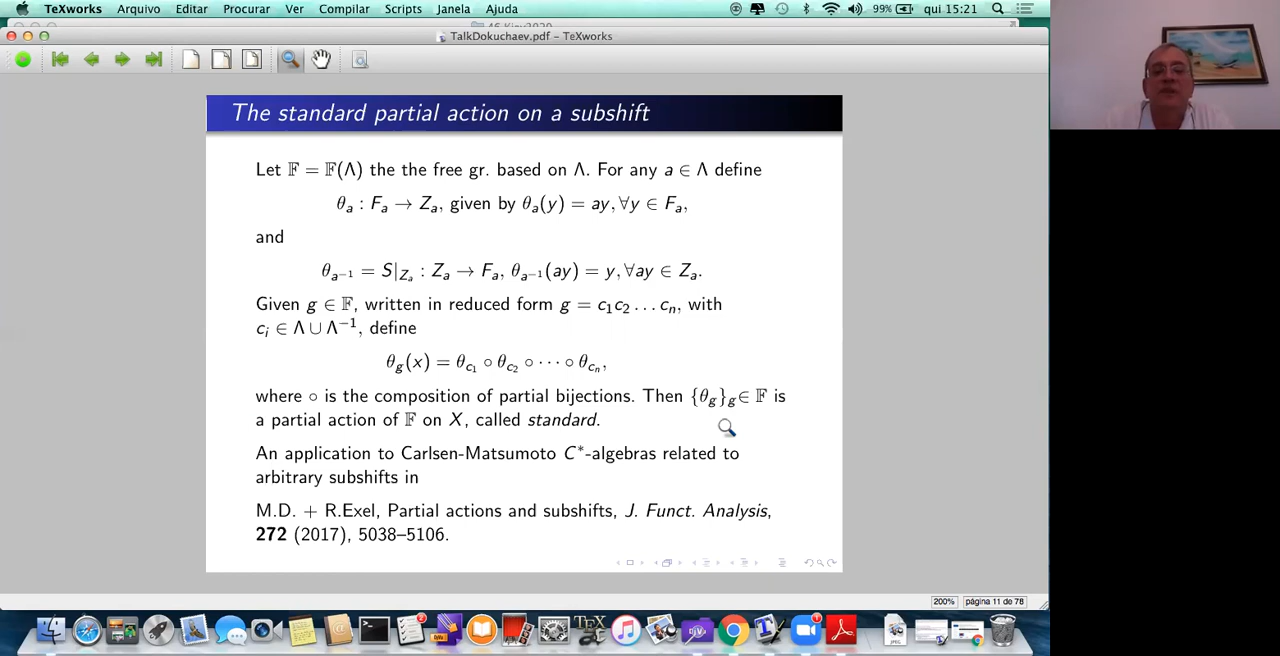 TeXworks Arquivo Editar Procurar Ver Compilar Scripts Janela Ajuda 99% qui 15:21
TalkDokuchaev.pdf – TeXworks
The standard partial action on a subshift
Let 𝔽 = 𝔽(Λ) the the free gr. based on Λ. For any a ∈ Λ define
θ_a : F_a → Z_a, given by θ_a(y) = ay, ∀y ∈ F_a,
and
θ_{a⁻¹} = S|_{Z_a} : Z_a → F_a, θ_{a⁻¹}(ay) = y, ∀ay ∈ Z_a.
Given g ∈ 𝔽, written in reduced form g = c₁c₂ … c_n, with
c_i ∈ Λ ∪ Λ⁻¹, define
θ_g(x) = θ_{c₁} ∘ θ_{c₂} ∘ ⋯ ∘ θ_{c_n},
where ∘ is the composition of partial bijections. Then {θ_g}_g∈ 𝔽 is
a partial action of 𝔽 on X, called standard.
An application to Carlsen-Matsumoto C*-algebras related to
arbitrary subshifts in
M.D. + R.Exel, Partial actions and subshifts, J. Funct. Analysis,
272 (2017), 5038–5106.
200% página 11 de 78